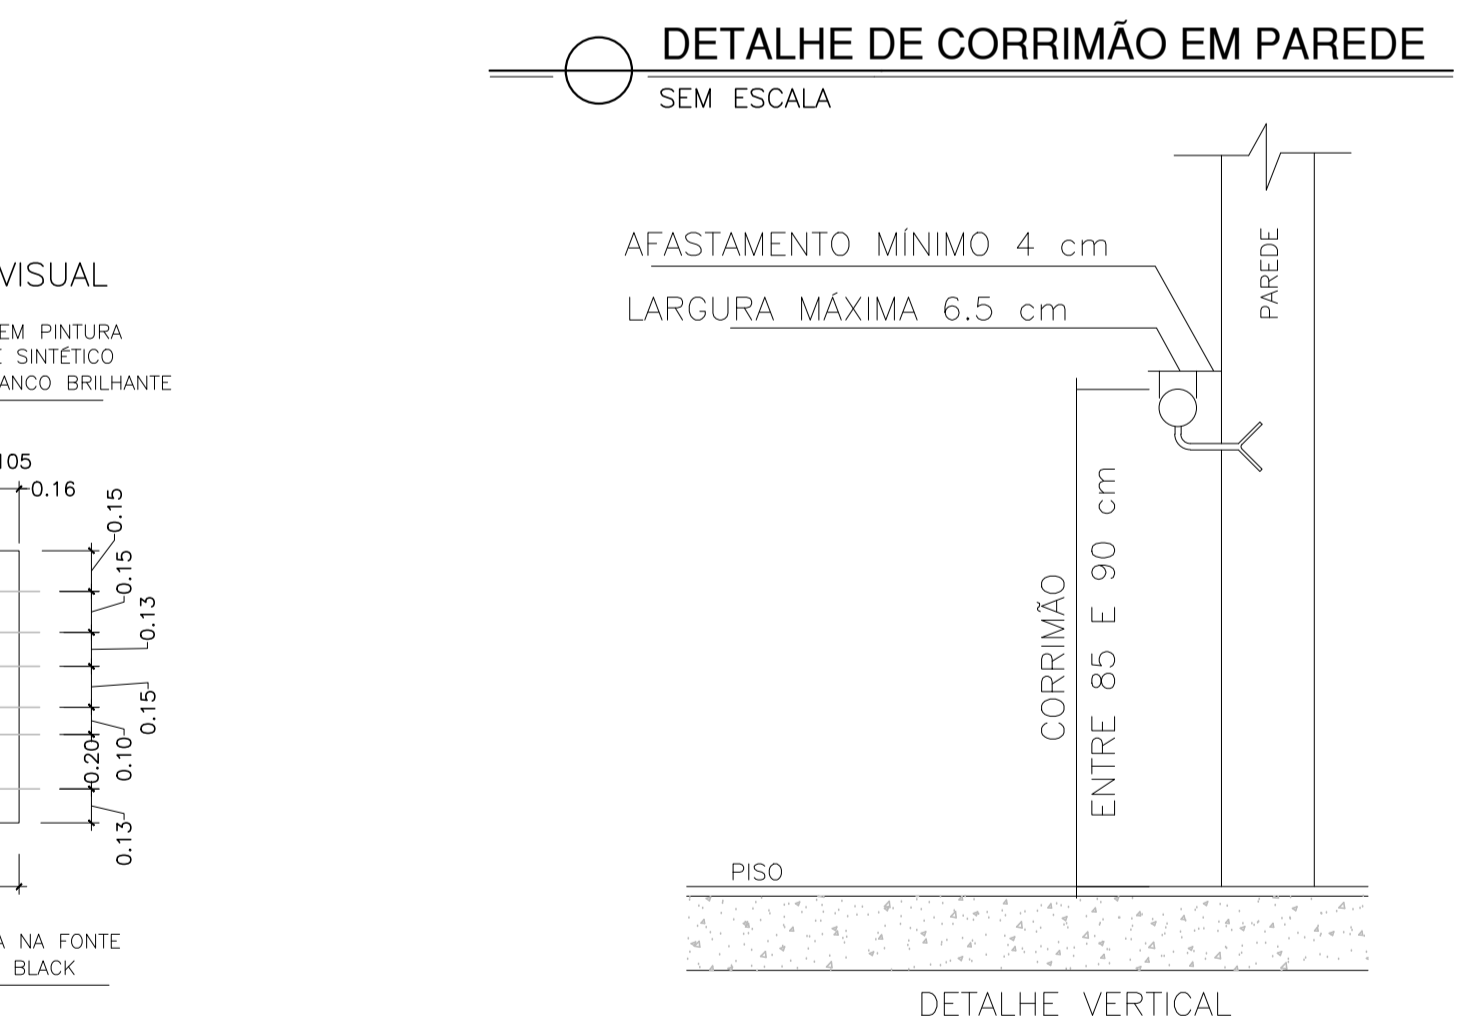 DETALHE DE CORRIMÃO EM PAREDE
SEM ESCALA
AFASTAMENTO MÍNIMO 4 cm
LARGURA MÁXIMA 6.5 cm
PAREDE
CORRIMÃO
ENTRE 85 E 90 cm
PISO
DETALHE VERTICAL
VISUAL
EM PINTURA
SINTÉTICO
BRILHANTE
105
0.16
0.15
0.15
0.13
0.15
0.10
0.20
0.13
NA FONTE
BLACK